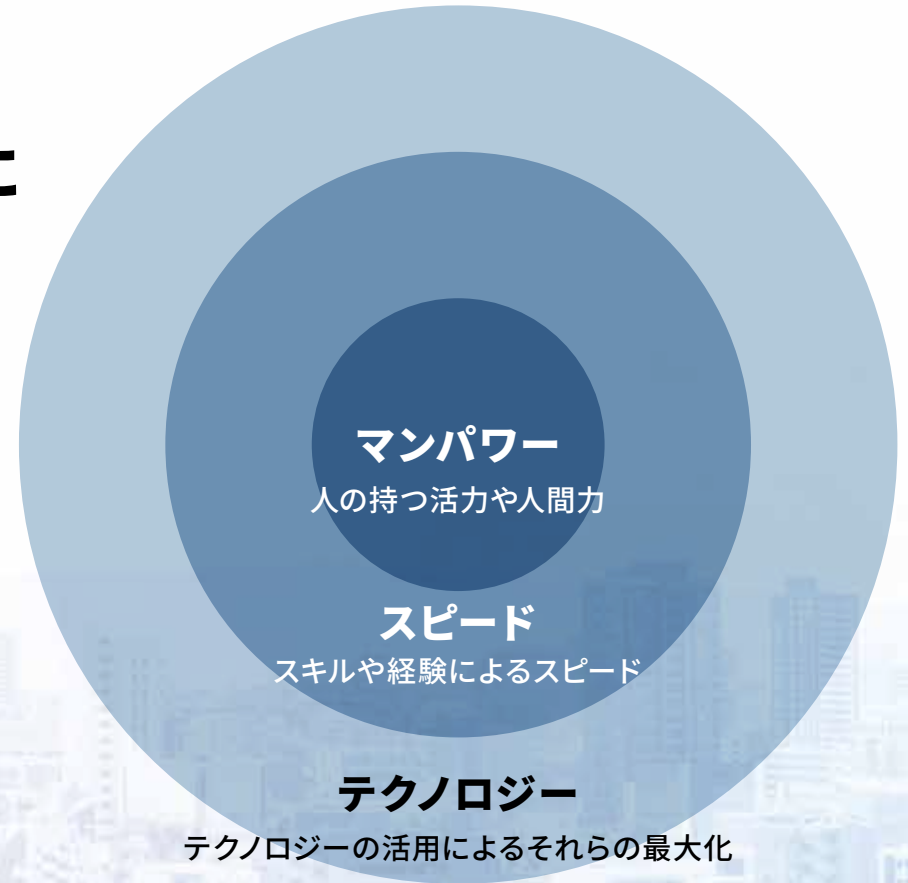 マンパワー
人の持つ活力や人間力
スピード
スキルや経験によるスピード
テクノロジー
テクノロジーの活用によるそれらの最大化